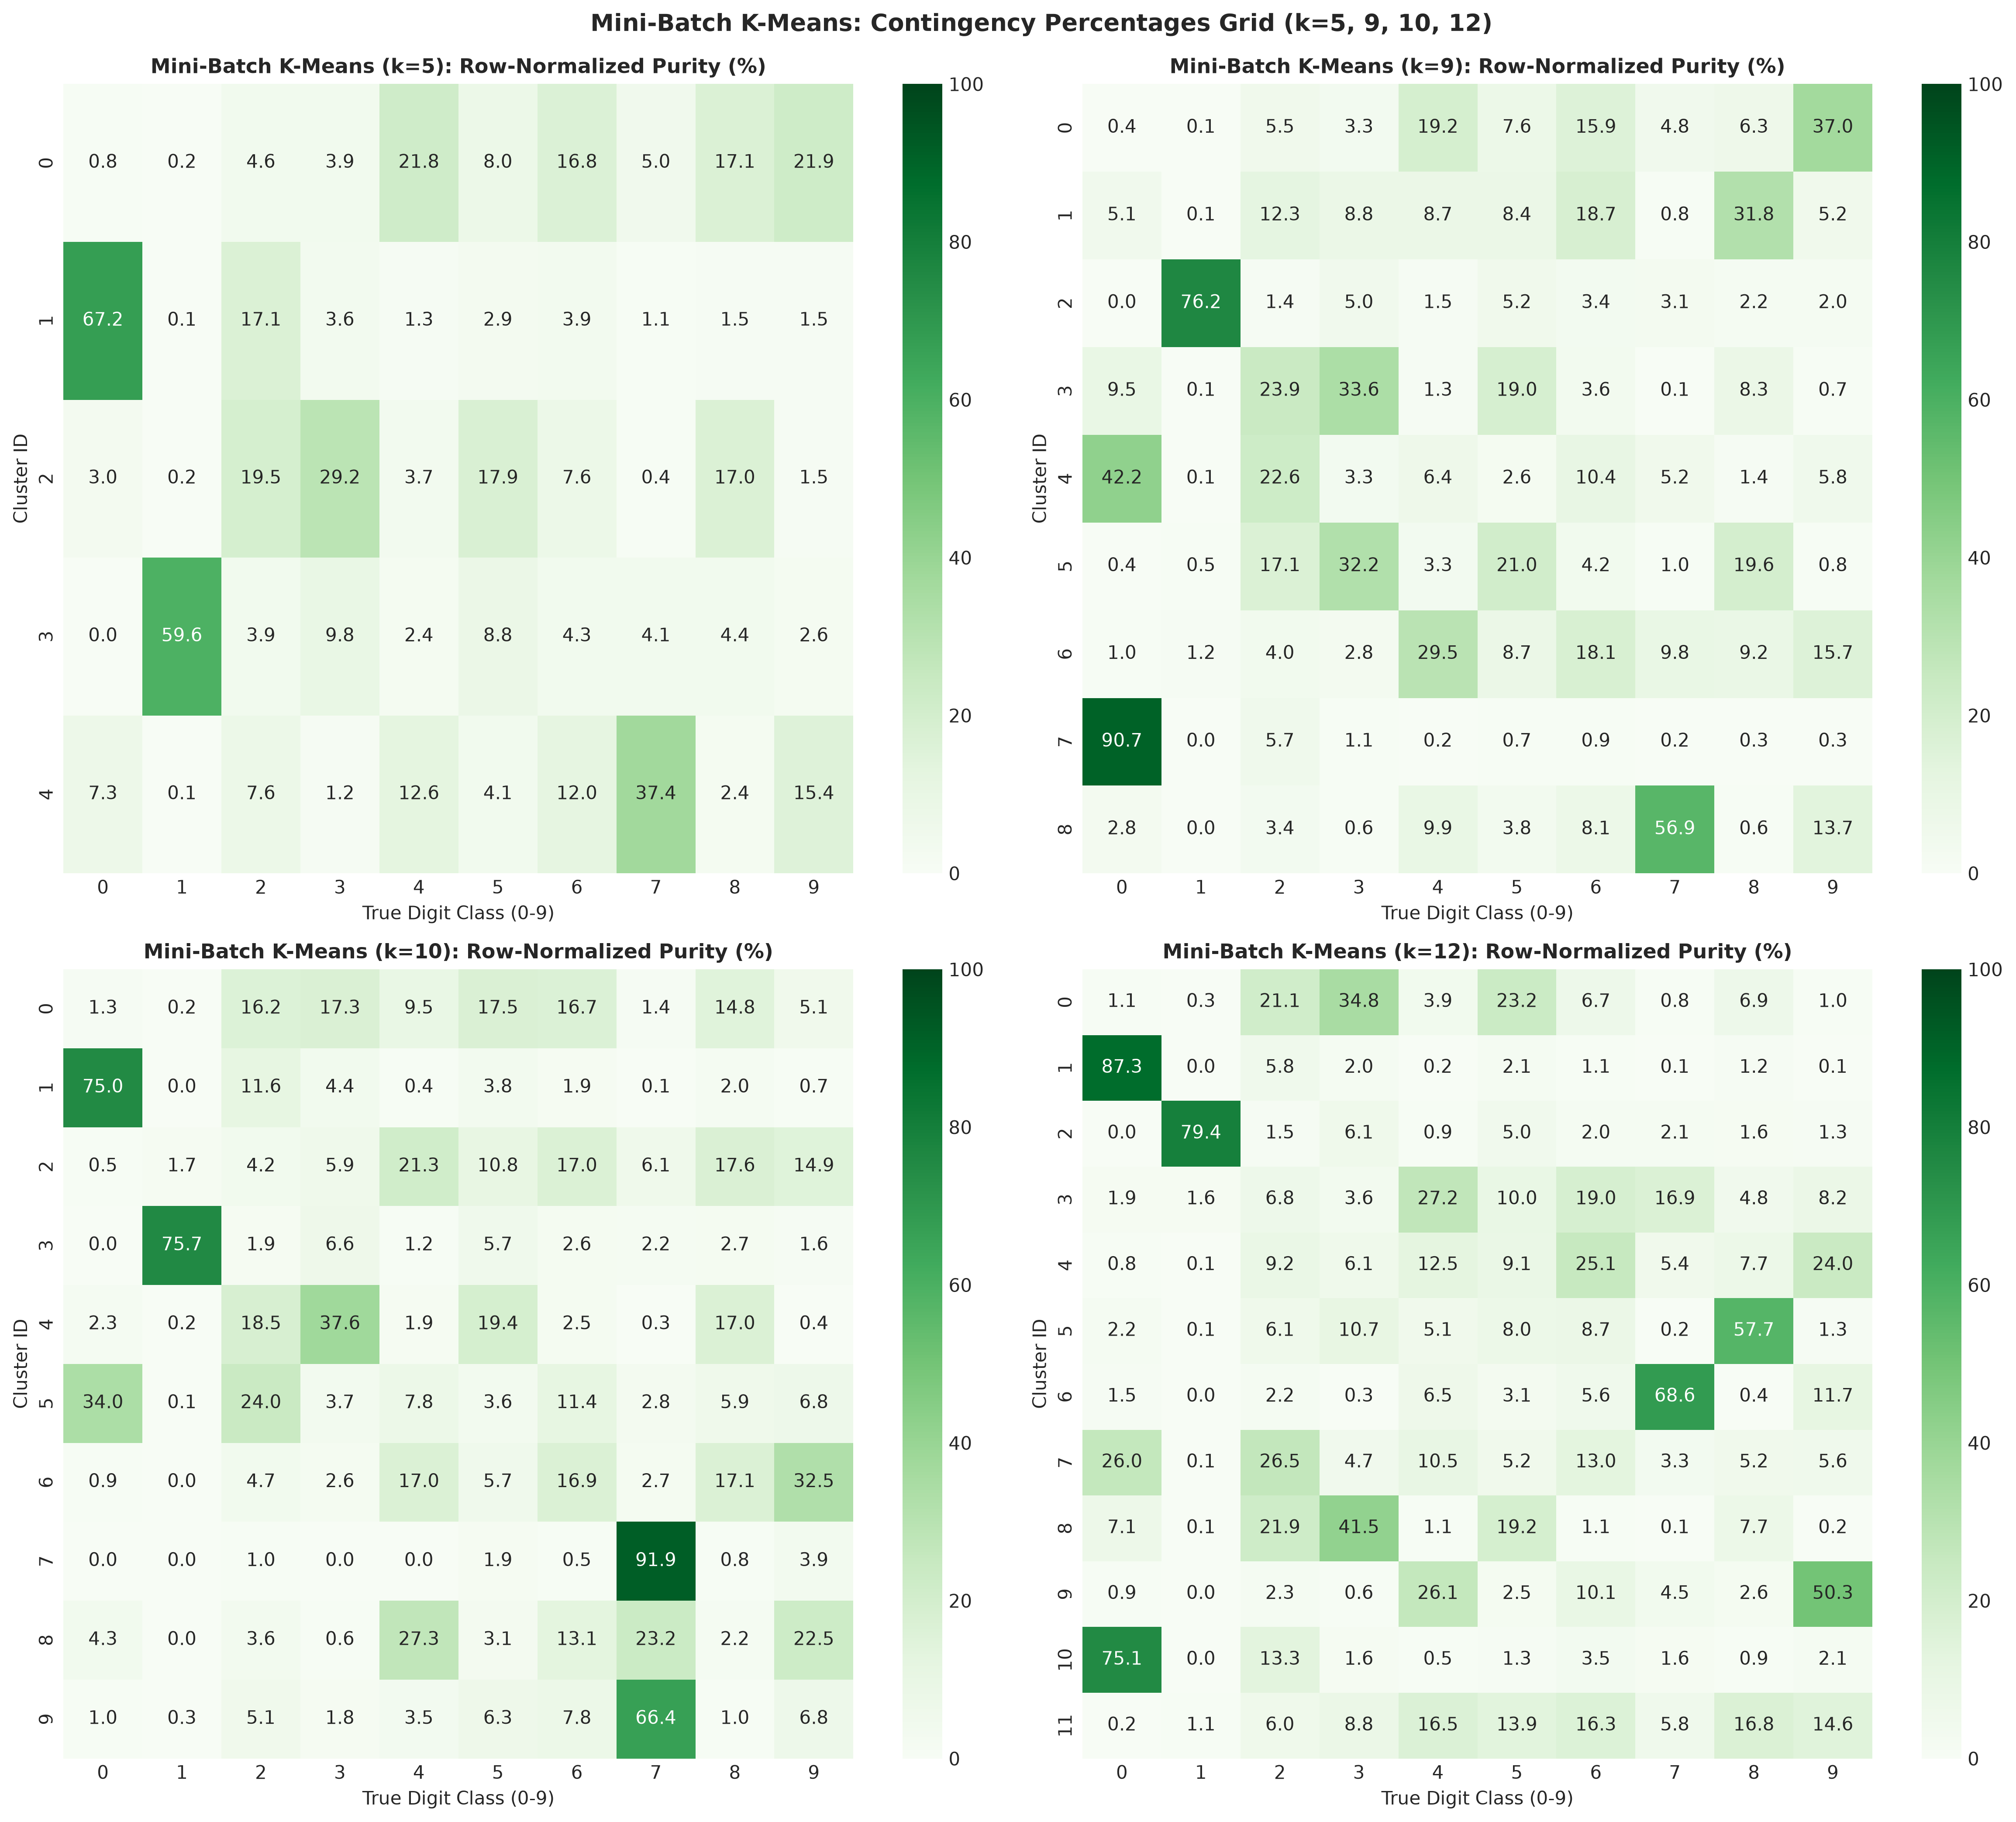 Mini-Batch K-Means: Contingency Percentages Grid (k=5, 9, 10, 12)
Mini-Batch K-Means (k=5): Row-Normalized Purity (%)
Cluster ID
0 0.8 0.2 4.6 3.9 21.8 8.0 16.8 5.0 17.1 21.9
1 67.2 0.1 17.1 3.6 1.3 2.9 3.9 1.1 1.5 1.5
2 3.0 0.2 19.5 29.2 3.7 17.9 7.6 0.4 17.0 1.5
3 0.0 59.6 3.9 9.8 2.4 8.8 4.3 4.1 4.4 2.6
4 7.3 0.1 7.6 1.2 12.6 4.1 12.0 37.4 2.4 15.4
0 1 2 3 4 5 6 7 8 9
True Digit Class (0-9)
100
80
60
40
20
0
Mini-Batch K-Means (k=9): Row-Normalized Purity (%)
Cluster ID
0 0.4 0.1 5.5 3.3 19.2 7.6 15.9 4.8 6.3 37.0
1 5.1 0.1 12.3 8.8 8.7 8.4 18.7 0.8 31.8 5.2
2 0.0 76.2 1.4 5.0 1.5 5.2 3.4 3.1 2.2 2.0
3 9.5 0.1 23.9 33.6 1.3 19.0 3.6 0.1 8.3 0.7
4 42.2 0.1 22.6 3.3 6.4 2.6 10.4 5.2 1.4 5.8
5 0.4 0.5 17.1 32.2 3.3 21.0 4.2 1.0 19.6 0.8
6 1.0 1.2 4.0 2.8 29.5 8.7 18.1 9.8 9.2 15.7
7 90.7 0.0 5.7 1.1 0.2 0.7 0.9 0.2 0.3 0.3
8 2.8 0.0 3.4 0.6 9.9 3.8 8.1 56.9 0.6 13.7
0 1 2 3 4 5 6 7 8 9
True Digit Class (0-9)
100
80
60
40
20
0
Mini-Batch K-Means (k=10): Row-Normalized Purity (%)
Cluster ID
0 1.3 0.2 16.2 17.3 9.5 17.5 16.7 1.4 14.8 5.1
1 75.0 0.0 11.6 4.4 0.4 3.8 1.9 0.1 2.0 0.7
2 0.5 1.7 4.2 5.9 21.3 10.8 17.0 6.1 17.6 14.9
3 0.0 75.7 1.9 6.6 1.2 5.7 2.6 2.2 2.7 1.6
4 2.3 0.2 18.5 37.6 1.9 19.4 2.5 0.3 17.0 0.4
5 34.0 0.1 24.0 3.7 7.8 3.6 11.4 2.8 5.9 6.8
6 0.9 0.0 4.7 2.6 17.0 5.7 16.9 2.7 17.1 32.5
7 0.0 0.0 1.0 0.0 0.0 1.9 0.5 91.9 0.8 3.9
8 4.3 0.0 3.6 0.6 27.3 3.1 13.1 23.2 2.2 22.5
9 1.0 0.3 5.1 1.8 3.5 6.3 7.8 66.4 1.0 6.8
0 1 2 3 4 5 6 7 8 9
True Digit Class (0-9)
100
80
60
40
20
0
Mini-Batch K-Means (k=12): Row-Normalized Purity (%)
Cluster ID
0 1.1 0.3 21.1 34.8 3.9 23.2 6.7 0.8 6.9 1.0
1 87.3 0.0 5.8 2.0 0.2 2.1 1.1 0.1 1.2 0.1
2 0.0 79.4 1.5 6.1 0.9 5.0 2.0 2.1 1.6 1.3
3 1.9 1.6 6.8 3.6 27.2 10.0 19.0 16.9 4.8 8.2
4 0.8 0.1 9.2 6.1 12.5 9.1 25.1 5.4 7.7 24.0
5 2.2 0.1 6.1 10.7 5.1 8.0 8.7 0.2 57.7 1.3
6 1.5 0.0 2.2 0.3 6.5 3.1 5.6 68.6 0.4 11.7
7 26.0 0.1 26.5 4.7 10.5 5.2 13.0 3.3 5.2 5.6
8 7.1 0.1 21.9 41.5 1.1 19.2 1.1 0.1 7.7 0.2
9 0.9 0.0 2.3 0.6 26.1 2.5 10.1 4.5 2.6 50.3
10 75.1 0.0 13.3 1.6 0.5 1.3 3.5 1.6 0.9 2.1
11 0.2 1.1 6.0 8.8 16.5 13.9 16.3 5.8 16.8 14.6
0 1 2 3 4 5 6 7 8 9
True Digit Class (0-9)
100
80
60
40
20
0